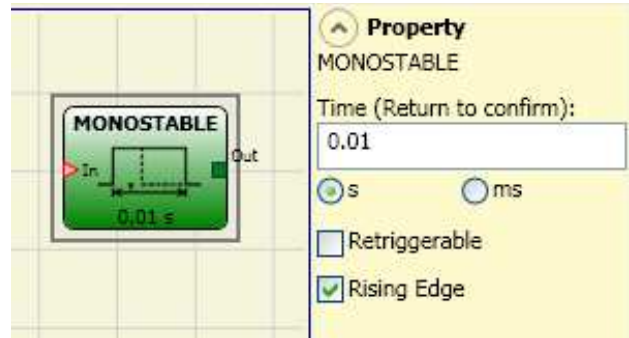 MONOSTABLE
In
Out
0.01 s
Property
MONOSTABLE
Time (Return to confirm):
0.01
s
ms
Retriggerable
Rising Edge